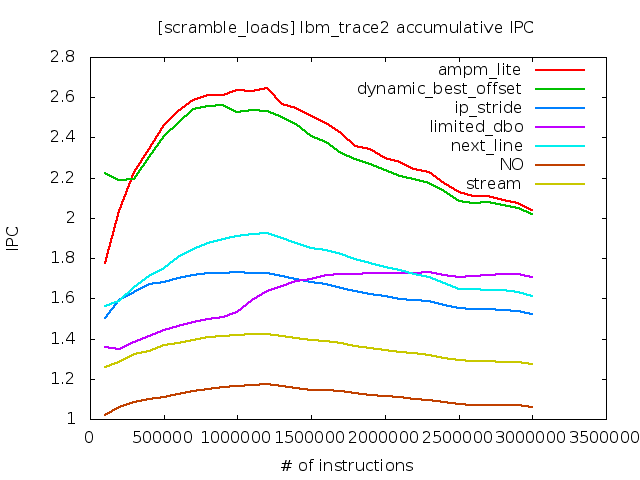 [scramble_loads] lbm_trace2 accumulative IPC
2.8
2.6
2.4
2.2
2
1.8
1.6
1.4
1.2
1
IPC
ampm_lite
dynamic_best_offset
ip_stride
limited_dbo
next_line
NO
stream
0 500000 1000000 1500000 2000000 2500000 3000000 3500000
# of instructions